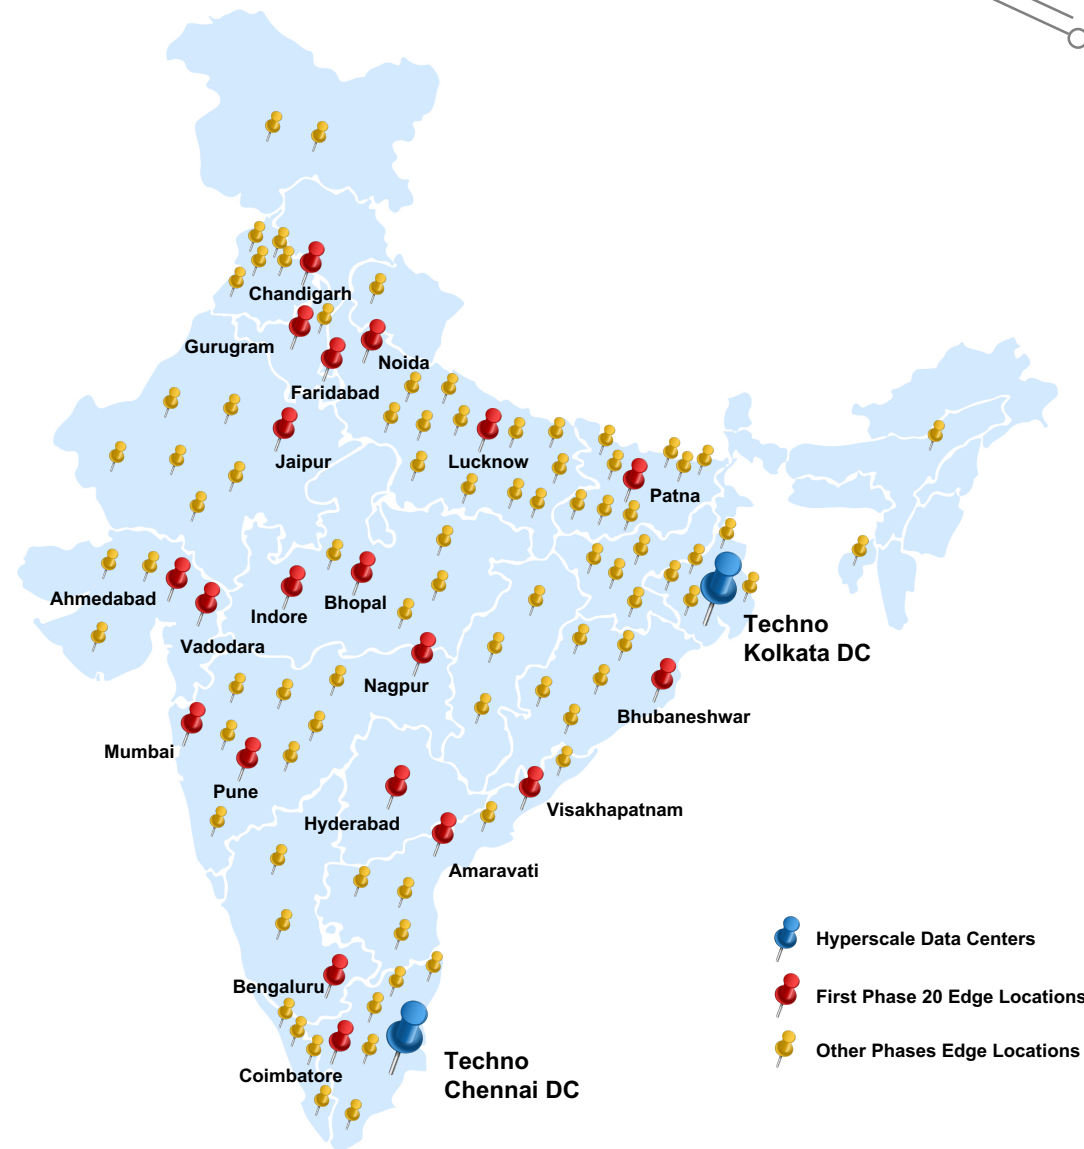 Chandigarh
Gurugram
Noida
Faridabad
Jaipur
Lucknow
Patna
Ahmedabad
Indore
Bhopal
Vadodara
Techno
Kolkata DC
Nagpur
Bhubaneshwar
Mumbai
Pune
Hyderabad
Visakhapatnam
Amaravati
Hyperscale Data Centers
Bengaluru
First Phase 20 Edge Locations
Other Phases Edge Locations
Techno
Chennai DC
Coimbatore